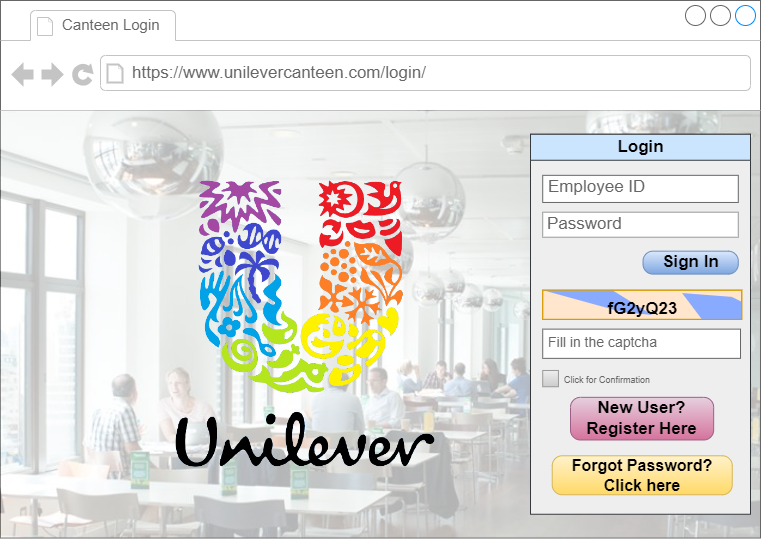 Canteen Login
https://www.unilevercanteen.com/login/
Login
Employee ID
Password
Sign In
fG2yQ23
Fill in the captcha
Click for Confirmation
New User?
Register Here
Forgot Password?
Click here
Unilever